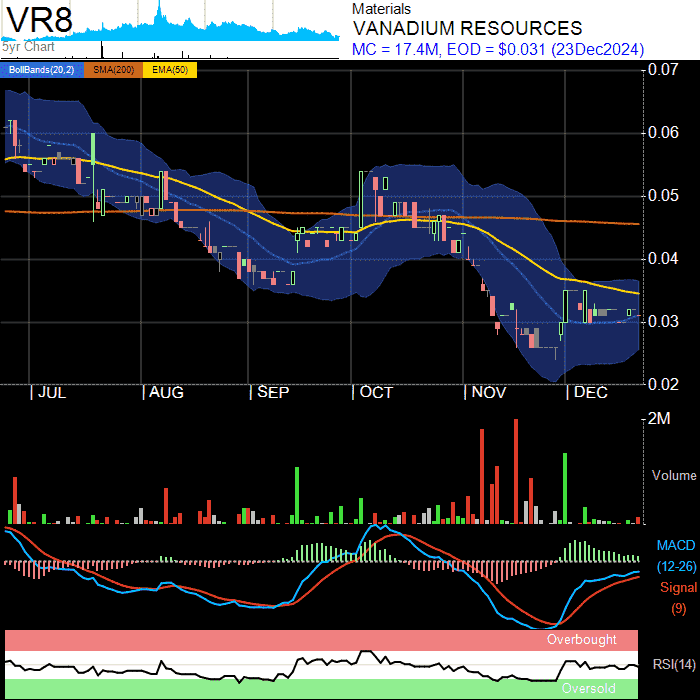 VR8
5yr Chart
Materials
VANADIUM RESOURCES
MC = 17.4M, EOD = $0.031 (23Dec2024)
BollBands(20,2) SMA(200) EMA(50)
0.07
0.06
0.05
0.04
0.03
0.02
JUL AUG SEP OCT NOV DEC
2M
Volume
MACD
(12-26)
Signal
(9)
Overbought
RSI(14)
Oversold